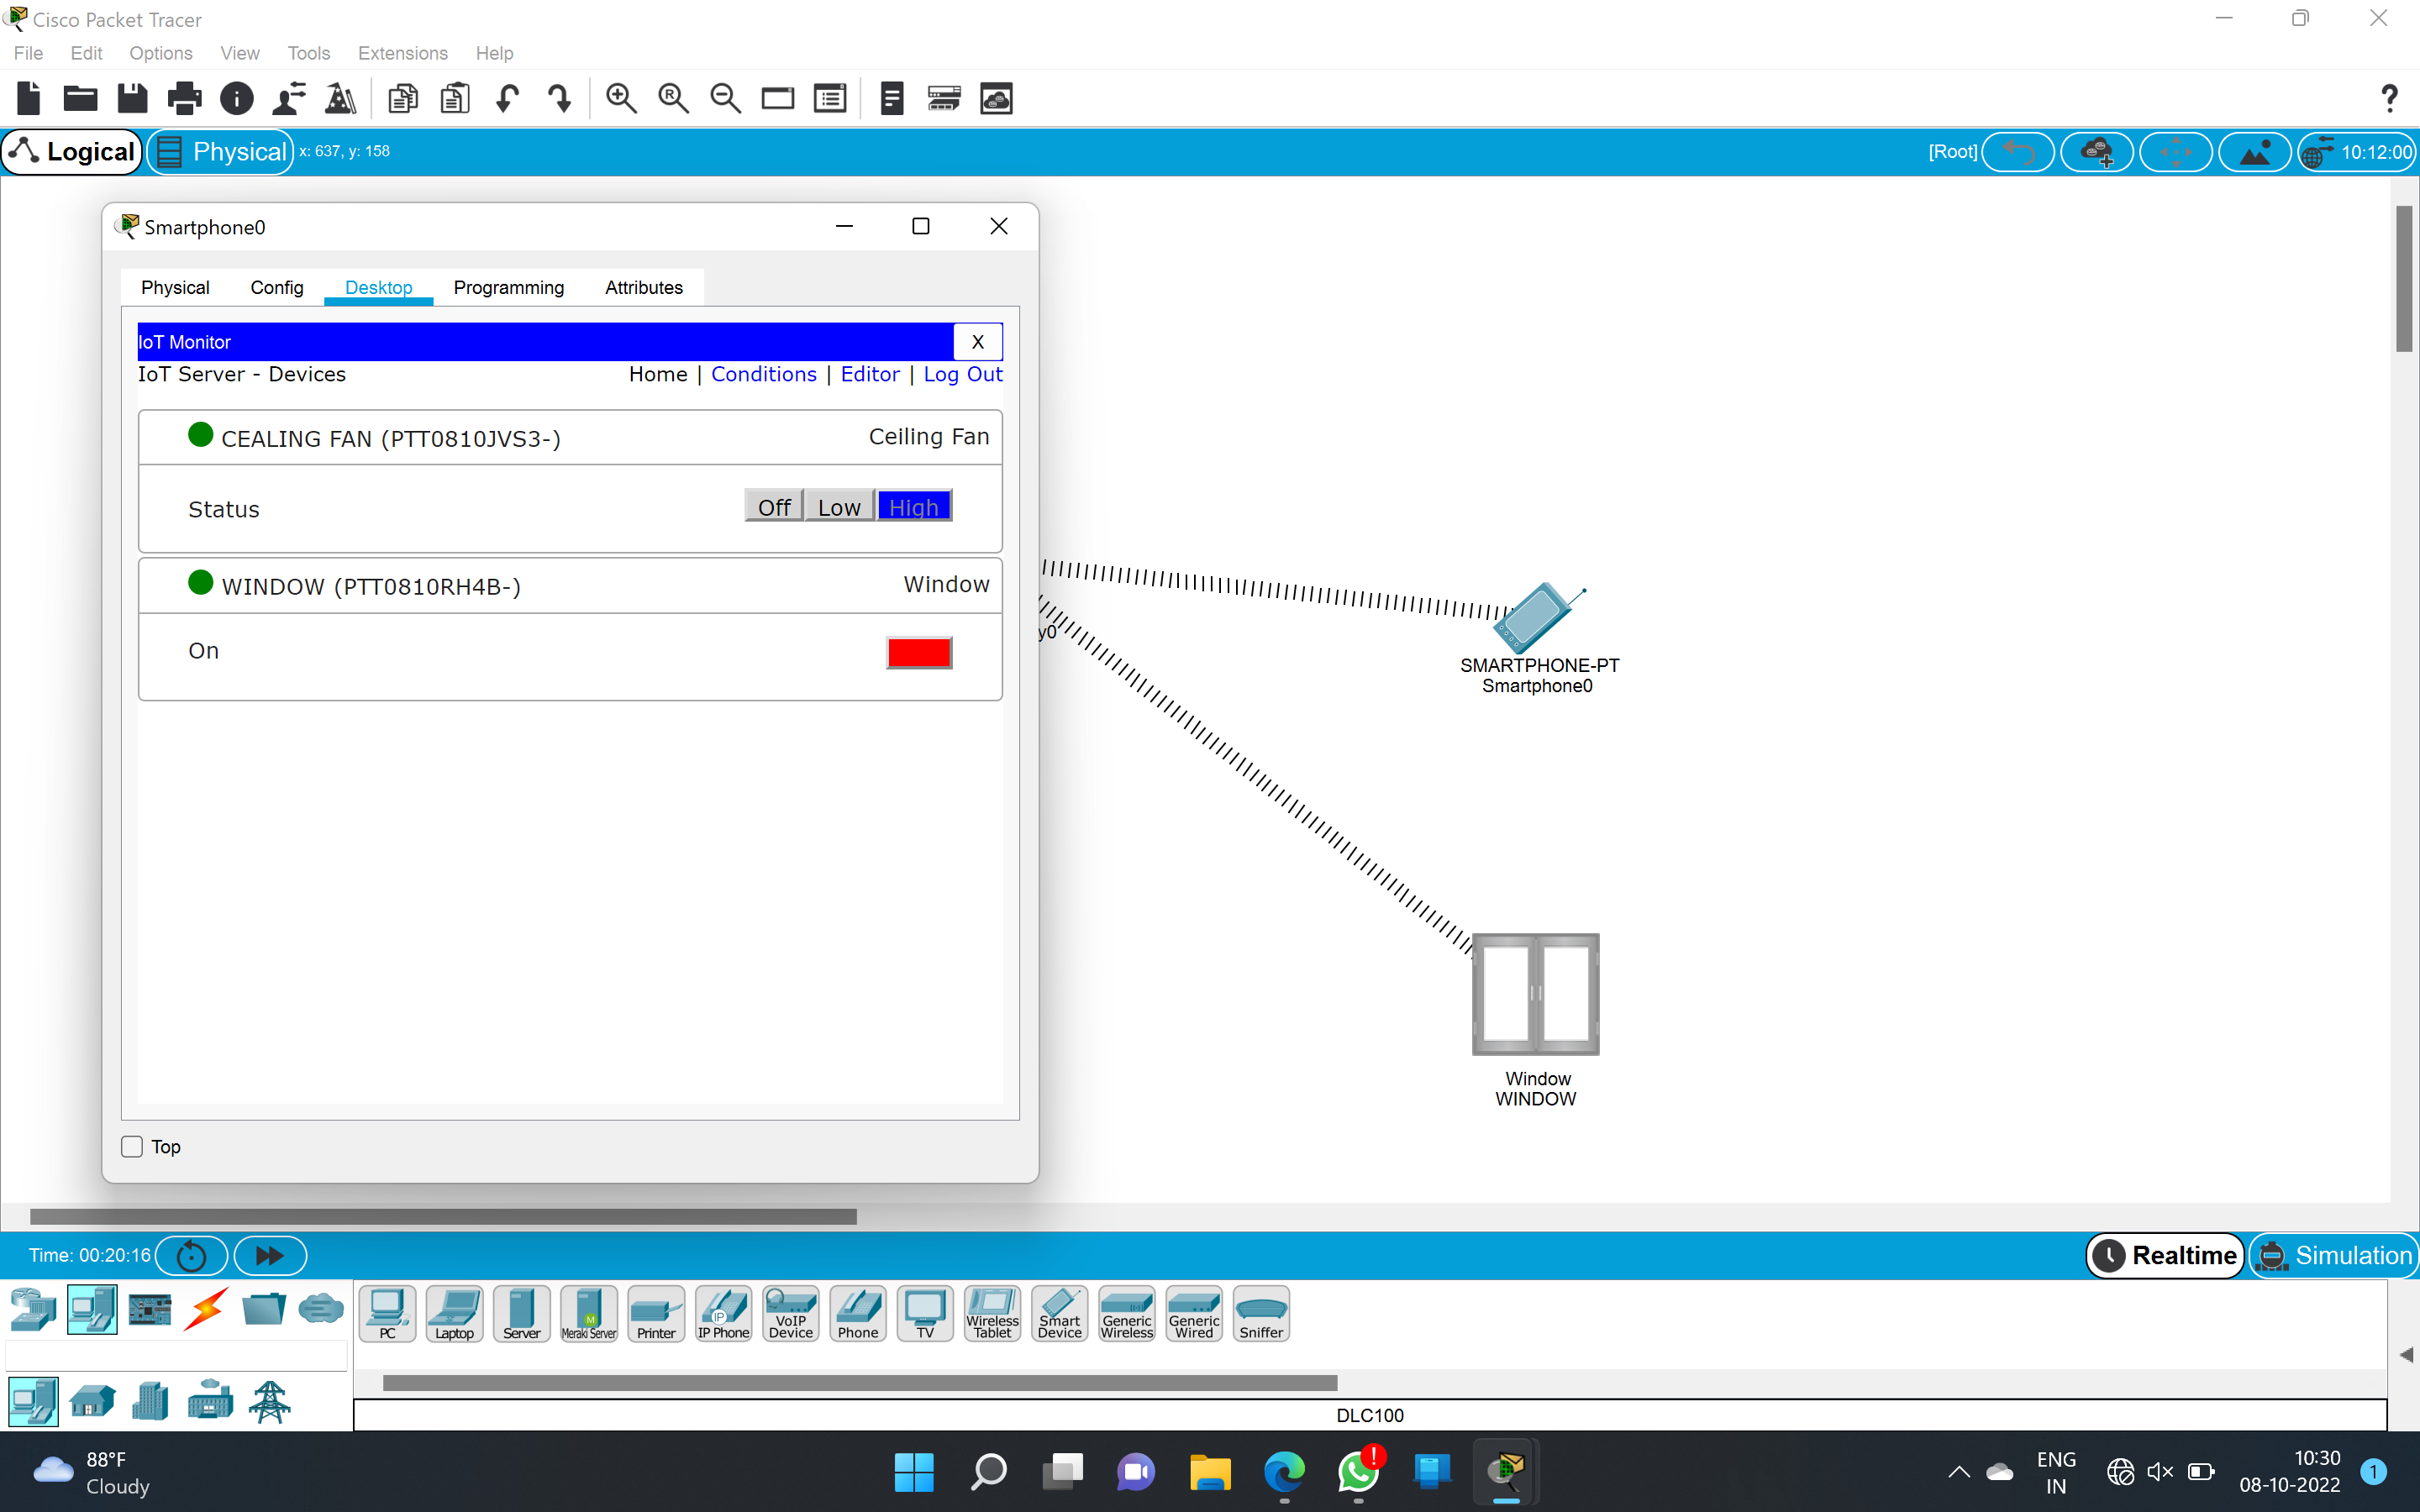 Cisco Packet Tracer
File Edit Options View Tools Extensions Help
Logical Physical x: 637, y: 158 [Root] 10:12:00
Smartphone0
Physical Config Desktop Programming Attributes
IoT Monitor X
IoT Server - Devices Home | Conditions | Editor | Log Out
CEALING FAN (PTT0810JVS3-) Ceiling Fan
Status Off Low High
WINDOW (PTT0810RH4B-) Window
On
Top
y0
SMARTPHONE-PT
Smartphone0
Window
WINDOW
Time: 00:20:16 Realtime Simulation
PC Laptop Server Meraki Server Printer IP Phone VoIP Device Phone TV Wireless Tablet Smart Device Generic Wireless Generic Wired Sniffer
DLC100
88°F
Cloudy
ENG
IN
10:30
08-10-2022
1